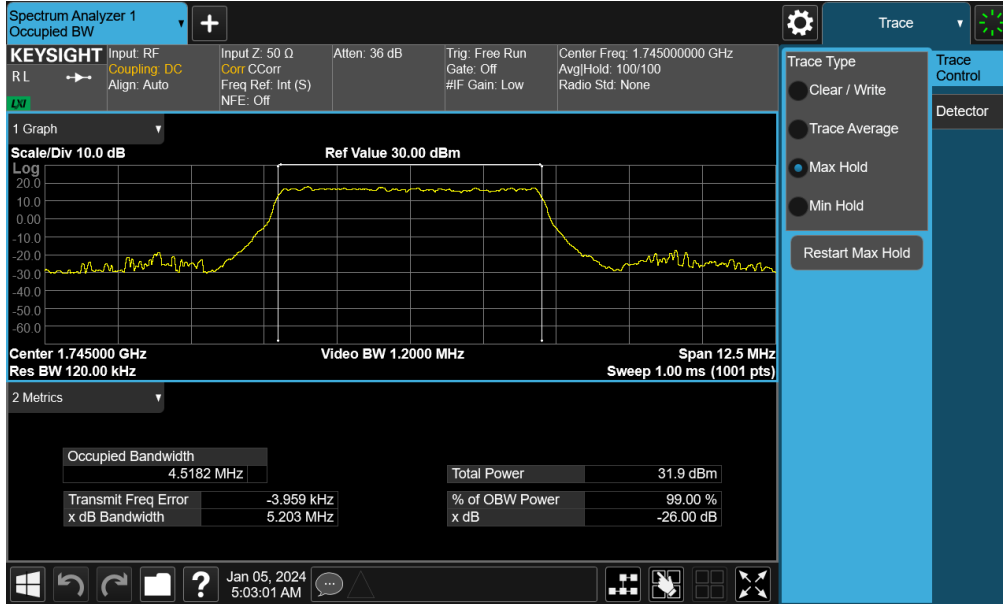 Spectrum Analyzer 1
Occupied BW
Trace
KEYSIGHT
RL
LXI
Input: RF
Coupling: DC
Align: Auto
Input Z: 50 Ω
Corr CCorr
Freq Ref: Int (S)
NFE: Off
Atten: 36 dB
Trig: Free Run
Gate: Off
#IF Gain: Low
Center Freq: 1.745000000 GHz
Avg|Hold: 100/100
Radio Std: None
Trace Type
Clear / Write
Trace Average
Max Hold
Min Hold
Restart Max Hold
Trace
Control
Detector
1 Graph
Scale/Div 10.0 dB
Ref Value 30.00 dBm
Log
20.0
10.0
0.00
-10.0
-20.0
-30.0
-40.0
-50.0
-60.0
Center 1.745000 GHz
Video BW 1.2000 MHz
Span 12.5 MHz
Res BW 120.00 kHz
Sweep 1.00 ms (1001 pts)
2 Metrics
Occupied Bandwidth
4.5182 MHz
Total Power 31.9 dBm
Transmit Freq Error -3.959 kHz
% of OBW Power 99.00 %
x dB Bandwidth 5.203 MHz
x dB -26.00 dB
?
Jan 05, 2024
5:03:01 AM